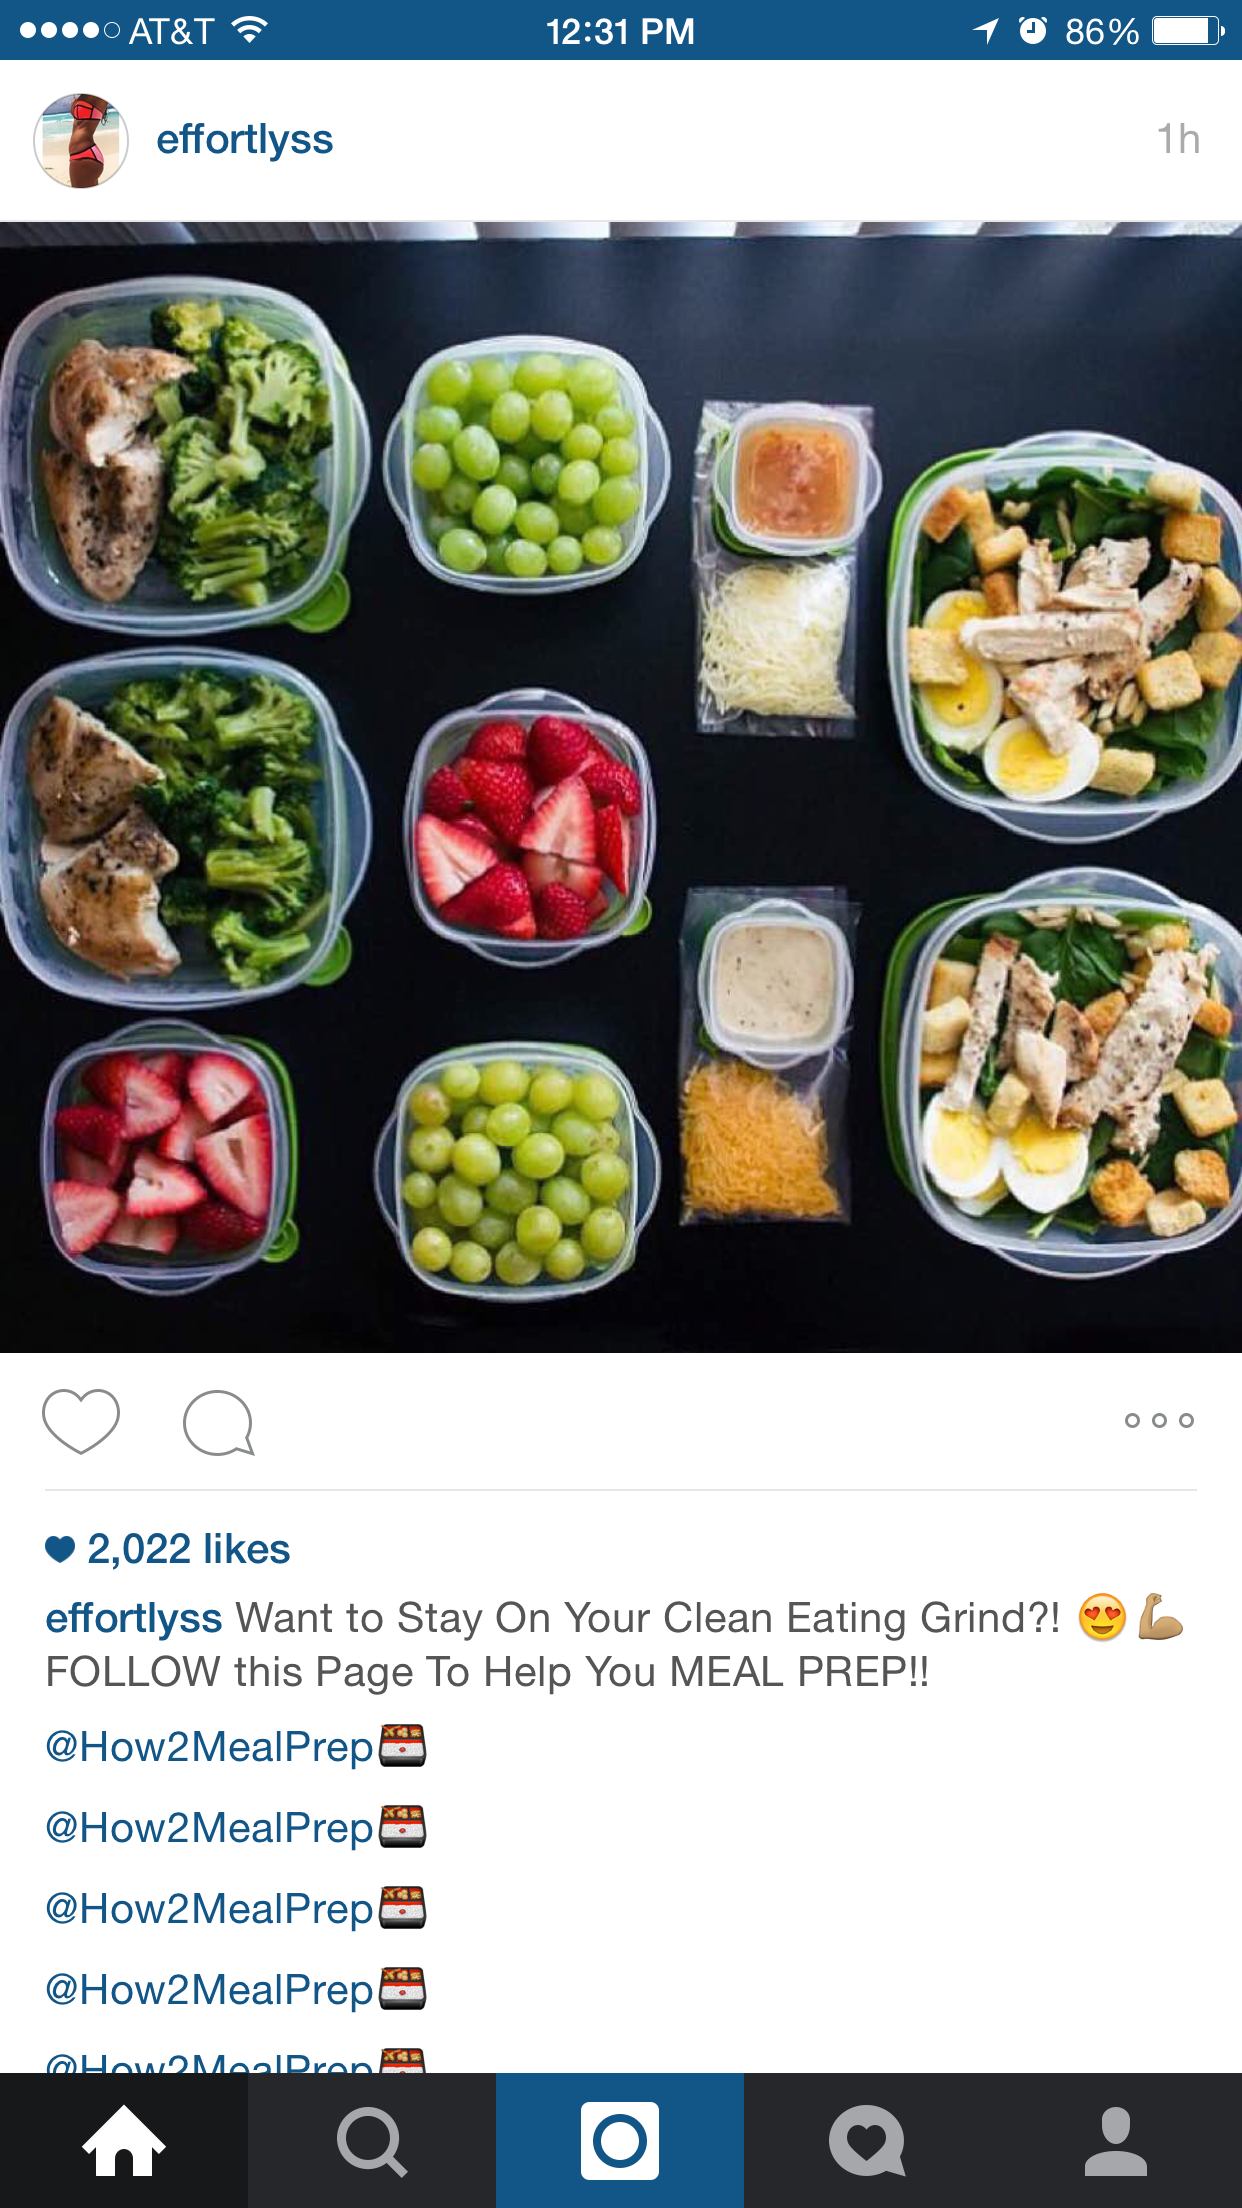 AT&T 12:31 PM 86%
effortlyss 1h
2,022 likes
effortlyss Want to Stay On Your Clean Eating Grind?! 😍💪🏽
FOLLOW this Page To Help You MEAL PREP!!
@How2MealPrep🍱
@How2MealPrep🍱
@How2MealPrep🍱
@How2MealPrep🍱
@How2MealPrep🍱